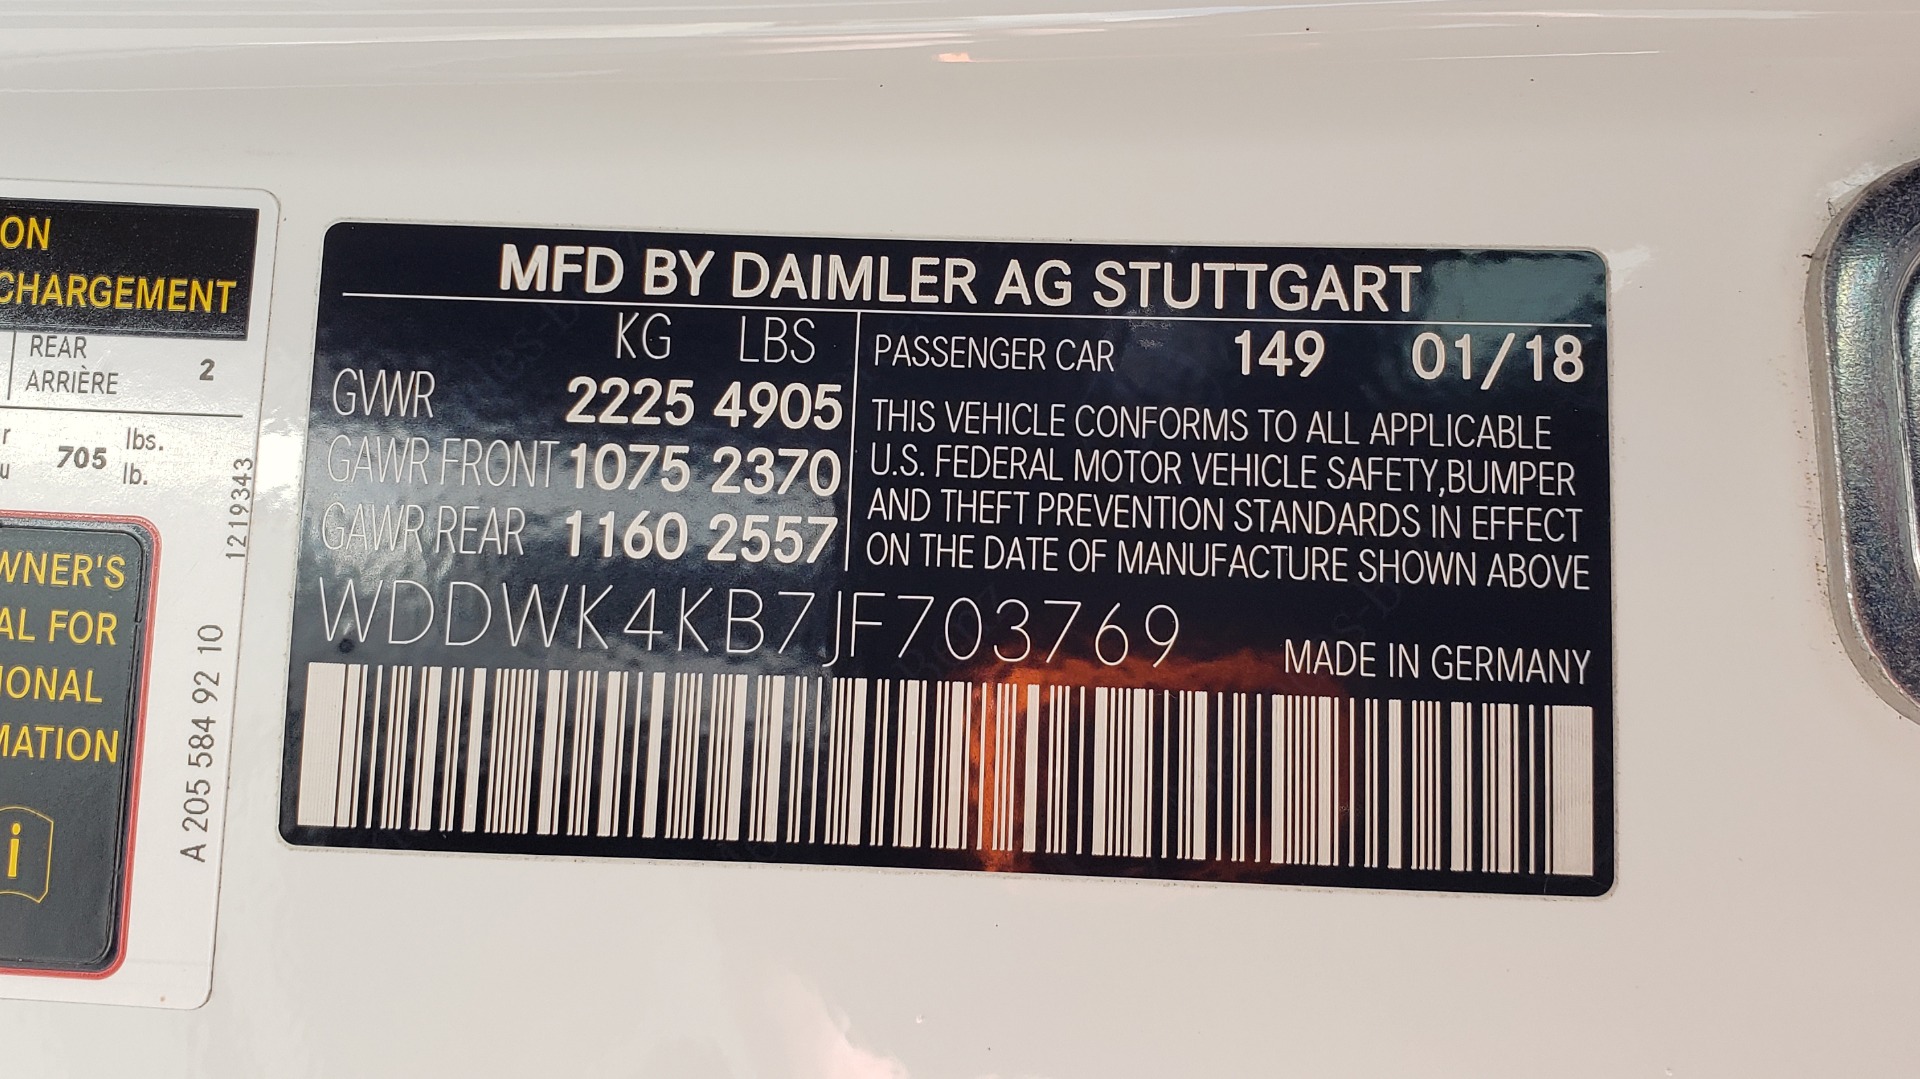 ON
CHARGEMENT
REAR
ARRIÈRE 2
705 lbs.
lb.
1219343
WNER'S
AL FOR
IONAL
MATION
i
A 205 584 92 10
MFD BY DAIMLER AG STUTTGART
KG LBS
GVWR 2225 4905
GAWR FRONT 1075 2370
GAWR REAR 1160 2557
PASSENGER CAR 149 01/18
THIS VEHICLE CONFORMS TO ALL APPLICABLE
U.S. FEDERAL MOTOR VEHICLE SAFETY,BUMPER
AND THEFT PREVENTION STANDARDS IN EFFECT
ON THE DATE OF MANUFACTURE SHOWN ABOVE
WDDWK4KB7JF703769
MADE IN GERMANY